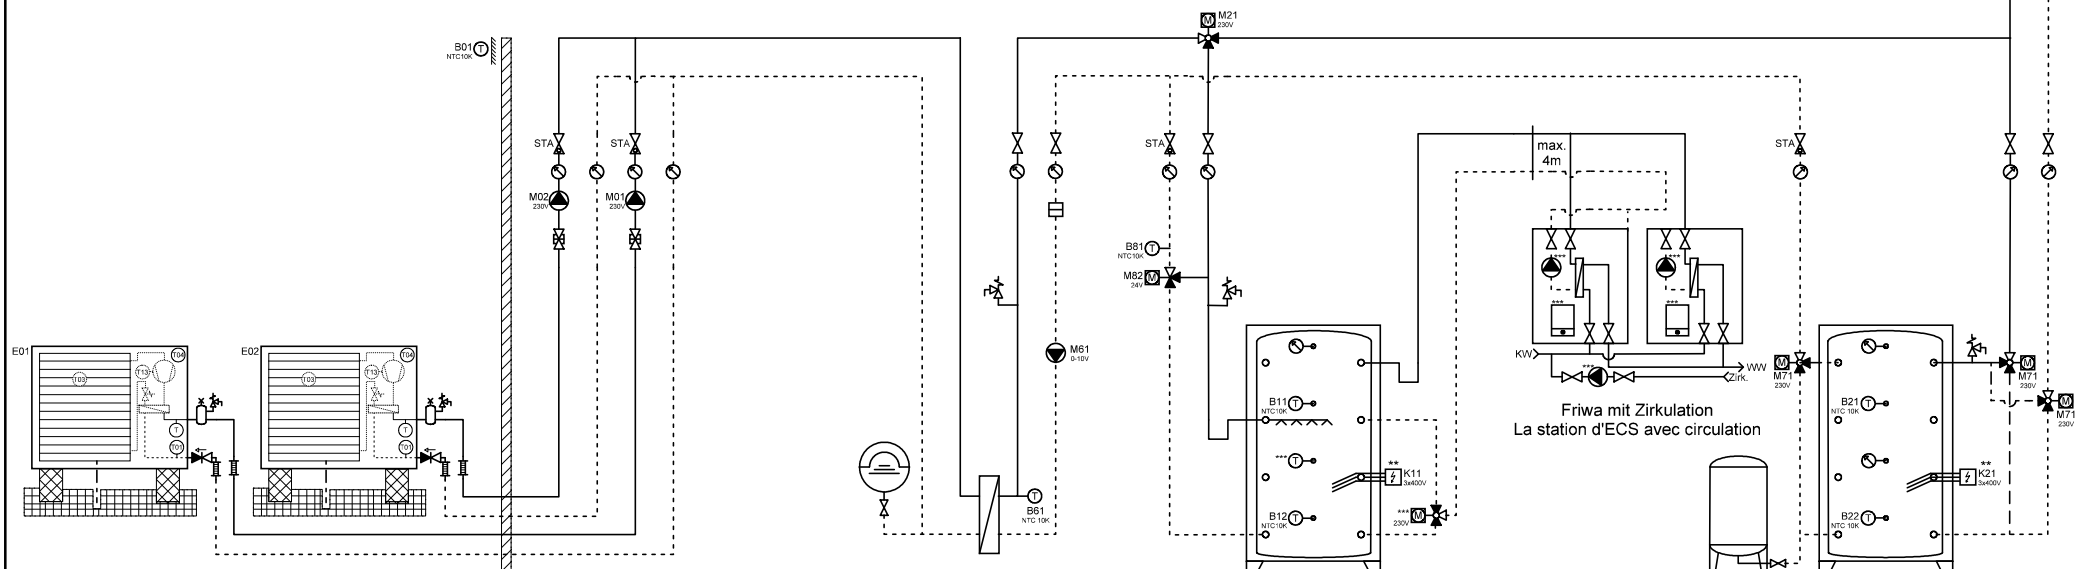 M21
230V
B01
NTC10K
T
M
STA
STA
STA
STA
max.
4m
M02
230V
M01
230V
B81
NTC10K
T
M82
24V
M
***
***
***
***
E01
T04
T03
T13
T
T01
E02
T04
T03
T13
T
T01
M61
0-10V
KW
WW
***
Zirk.
M71
230V
M
M
M71
230V
M
M71
230V
B11
NTC10K
T
B21
NTC 10K
T
Friwa mit Zirkulation
La station d'ECS avec circulation
***
T
**
K11
3x400V
**
K21
3x400V
T
B61
NTC 10K
B12
NTC10K
T
***
230V
M
B22
NTC 10K
T